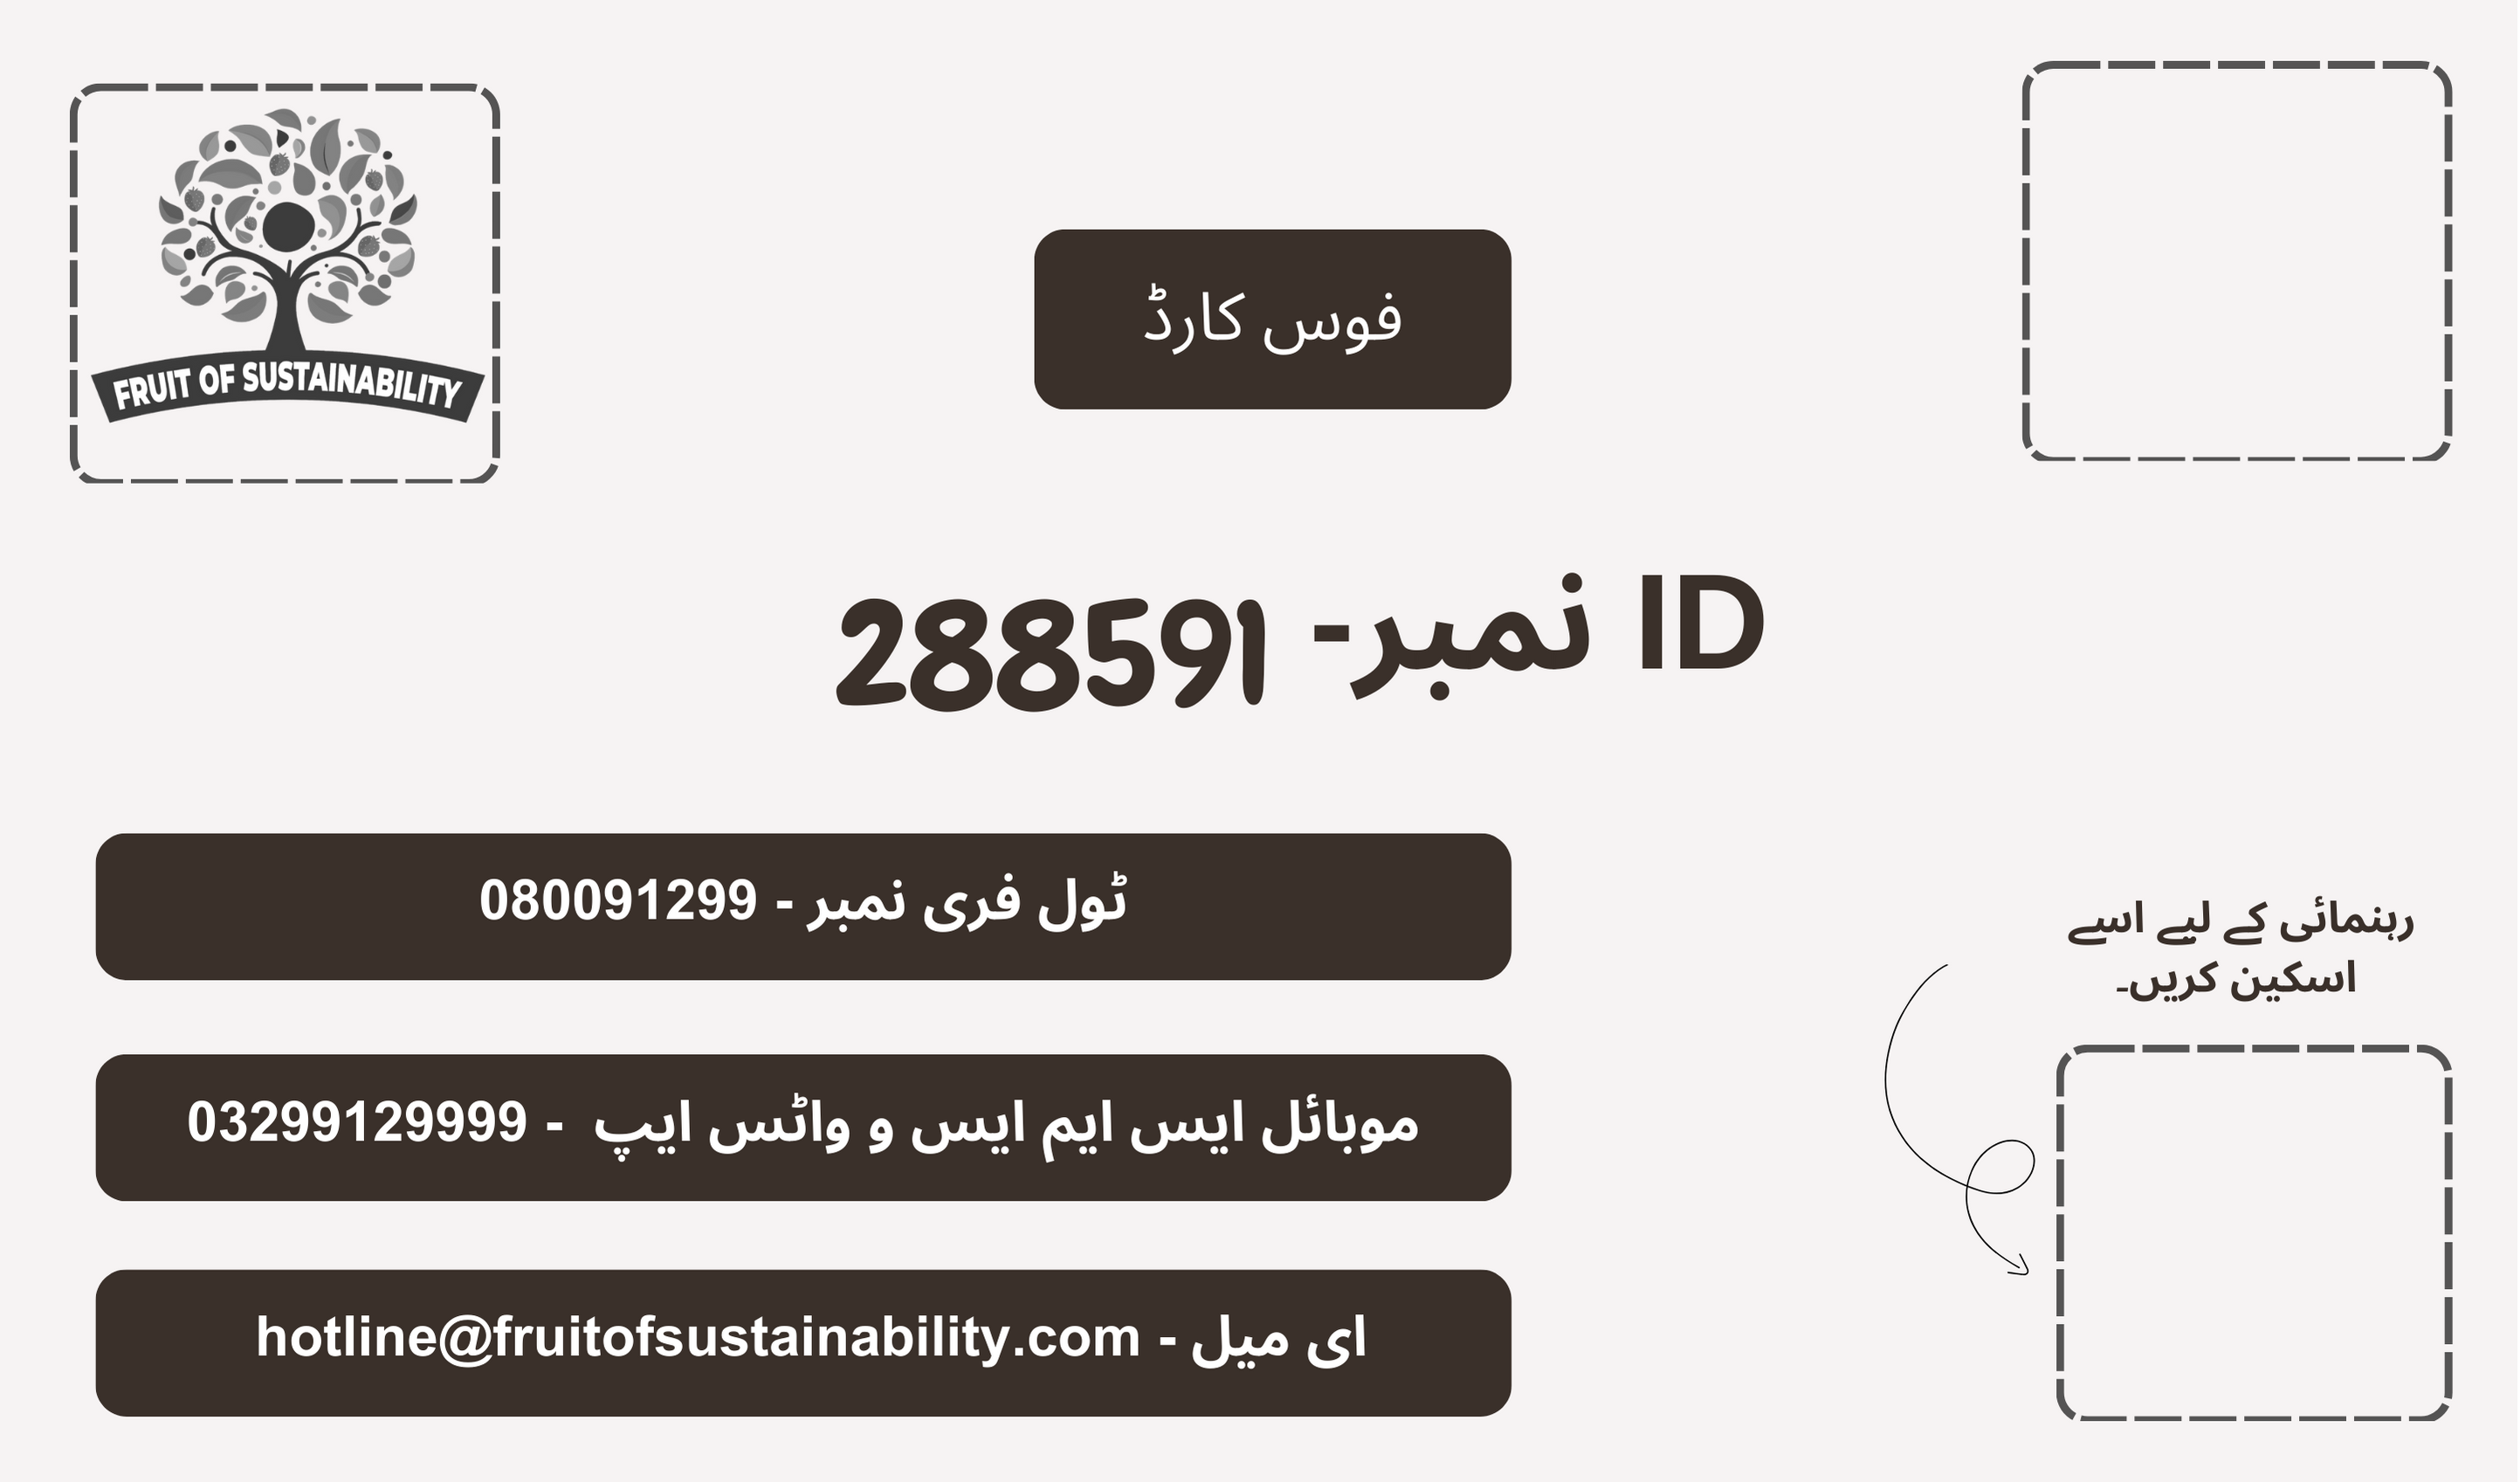 FRUIT OF SUSTAINABILITY
فوس کارڈ
ID نمبر- 288591
ٹول فری نمبر - 080091299
موبائل ایس ایم ایس و واٹس ایپ - 03299129999
ای میل - hotline@fruitofsustainability.com
رہنمائی کے لیے اسے
اسکین کریں۔